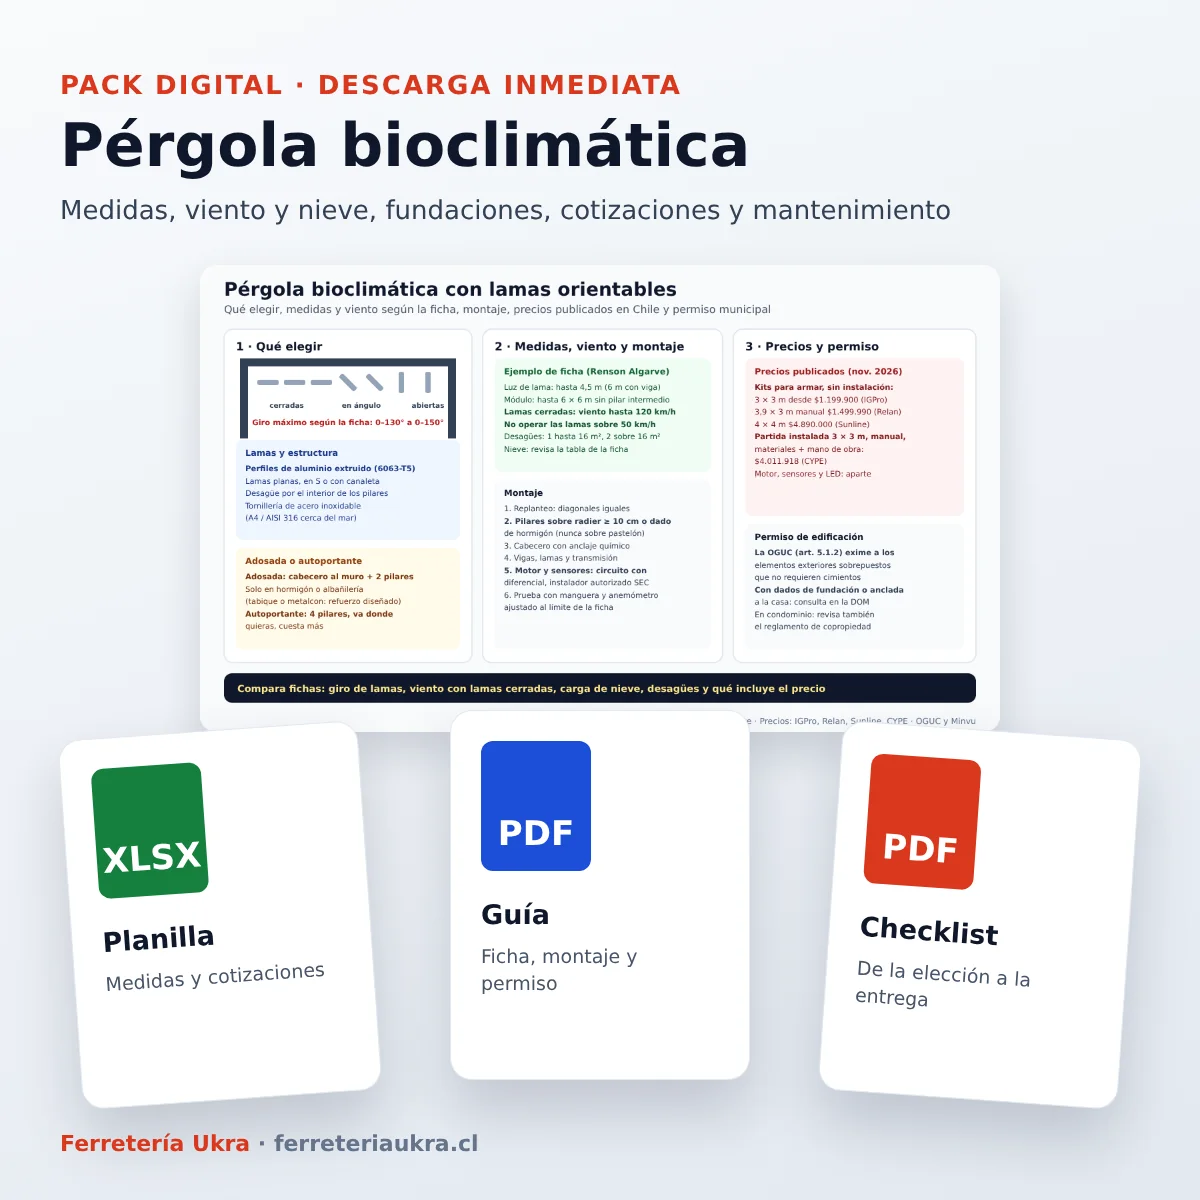 PACK DIGITAL · DESCARGA INMEDIATA
Pérgola bioclimática
Medidas, viento y nieve, fundaciones, cotizaciones y mantenimiento
Pérgola bioclimática con lamas orientables
Qué elegir, medidas y viento según la ficha, montaje, precios publicados en Chile y permiso municipal
1 · Qué elegir
cerradas en ángulo abiertas
Giro máximo según la ficha: 0–130° a 0–150°
Lamas y estructura
Perfiles de aluminio extruido (6063-T5)
Lamas planas, en S o con canaleta
Desagüe por el interior de los pilares
Tornillería de acero inoxidable
(A4 / AISI 316 cerca del mar)
Adosada o autoportante
Adosada: cabecero al muro + 2 pilares
Solo en hormigón o albañilería
(tabique o metalcon: refuerzo diseñado)
Autoportante: 4 pilares, va donde
quieras, cuesta más
2 · Medidas, viento y montaje
Ejemplo de ficha (Renson Algarve)
Luz de lama: hasta 4,5 m (6 m con viga)
Módulo: hasta 6 × 6 m sin pilar intermedio
Lamas cerradas: viento hasta 120 km/h
No operar las lamas sobre 50 km/h
Desagües: 1 hasta 16 m², 2 sobre 16 m²
Nieve: revisa la tabla de la ficha
Montaje
1. Replanteo: diagonales iguales
2. Pilares sobre radier ≥ 10 cm o dado
de hormigón (nunca sobre pastelón)
3. Cabecero con anclaje químico
4. Vigas, lamas y transmisión
5. Motor y sensores: circuito con
diferencial, instalador autorizado SEC
6. Prueba con manguera y anemómetro
ajustado al límite de la ficha
3 · Precios y permiso
Precios publicados (nov. 2026)
Kits para armar, sin instalación:
3 × 3 m desde $1.199.900 (IGPro)
3,9 × 3 m manual $1.499.990 (Relan)
4 × 4 m $4.890.000 (Sunline)
Partida instalada 3 × 3 m, manual,
materiales + mano de obra:
$4.011.918 (CYPE)
Motor, sensores y LED: aparte
Permiso de edificación
La OGUC (art. 5.1.2) exime a los
elementos exteriores sobrepuestos
que no requieren cimientos
Con dados de fundación o anclada
a la casa: consulta en la DOM
En condominio: revisa también
el reglamento de copropiedad
Compara fichas: giro de lamas, viento con lamas cerradas, carga de nieve, desagües y qué incluye el precio
· Precios: IGPro, Relan, Sunline, CYPE · OGUC y Minvu
XLSX
Planilla
Medidas y cotizaciones
PDF
Guía
Ficha, montaje y
permiso
PDF
Checklist
De la elección a la
entrega
Ferretería Ukra · ferreteriaukra.cl